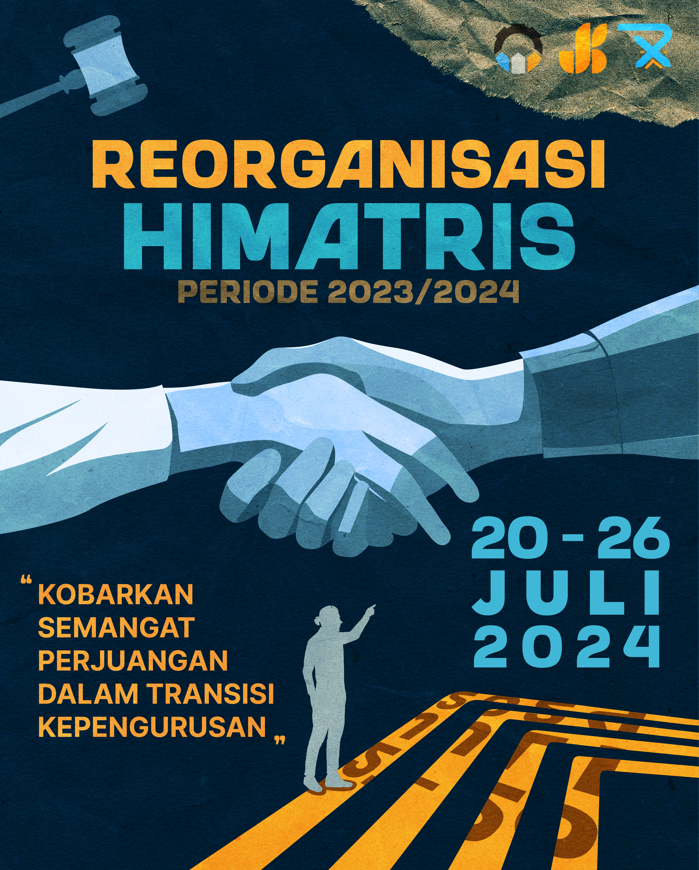 REORGANISASI
HIMATRIS
PERIODE 2023/2024
20 - 26
JULI
2024
“ KOBARKAN
SEMANGAT
PERJUANGAN
DALAM TRANSISI
KEPENGURUSAN „